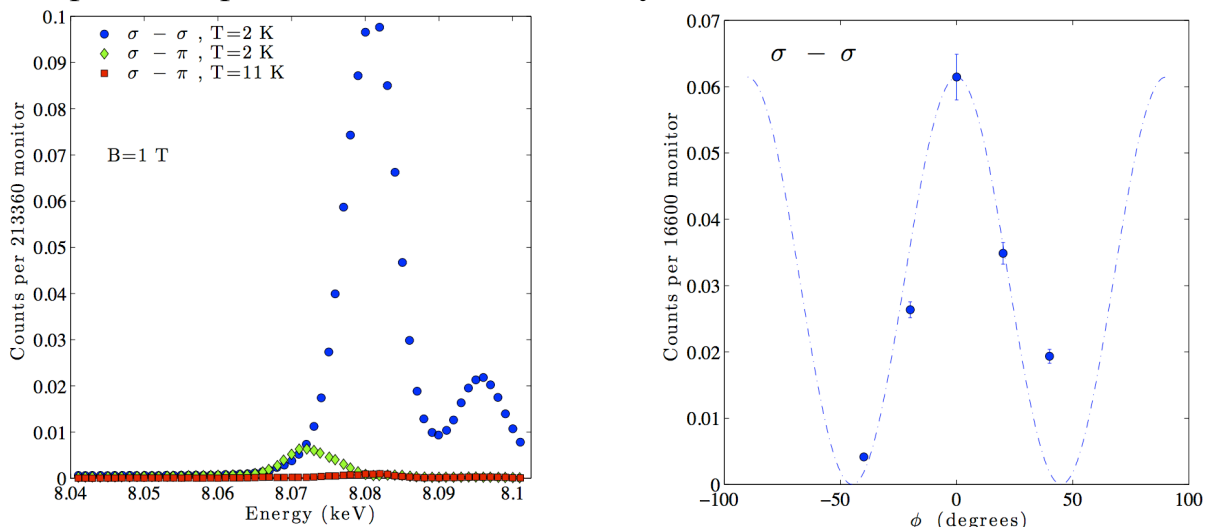 0.1
0.09
0.08
0.07
0.06
0.05
0.04
0.03
0.02
0.01
0
Counts per 213360 monitor
σ − σ , T=2 K
σ − π , T=2 K
σ − π , T=11 K
B=1 T
8.04 8.05 8.06 8.07 8.08 8.09 8.1
Energy (keV)
0.07
0.06
0.05
0.04
0.03
0.02
0.01
0
Counts per 16600 monitor
σ − σ
−100 −50 0 50 100
ϕ (degrees)